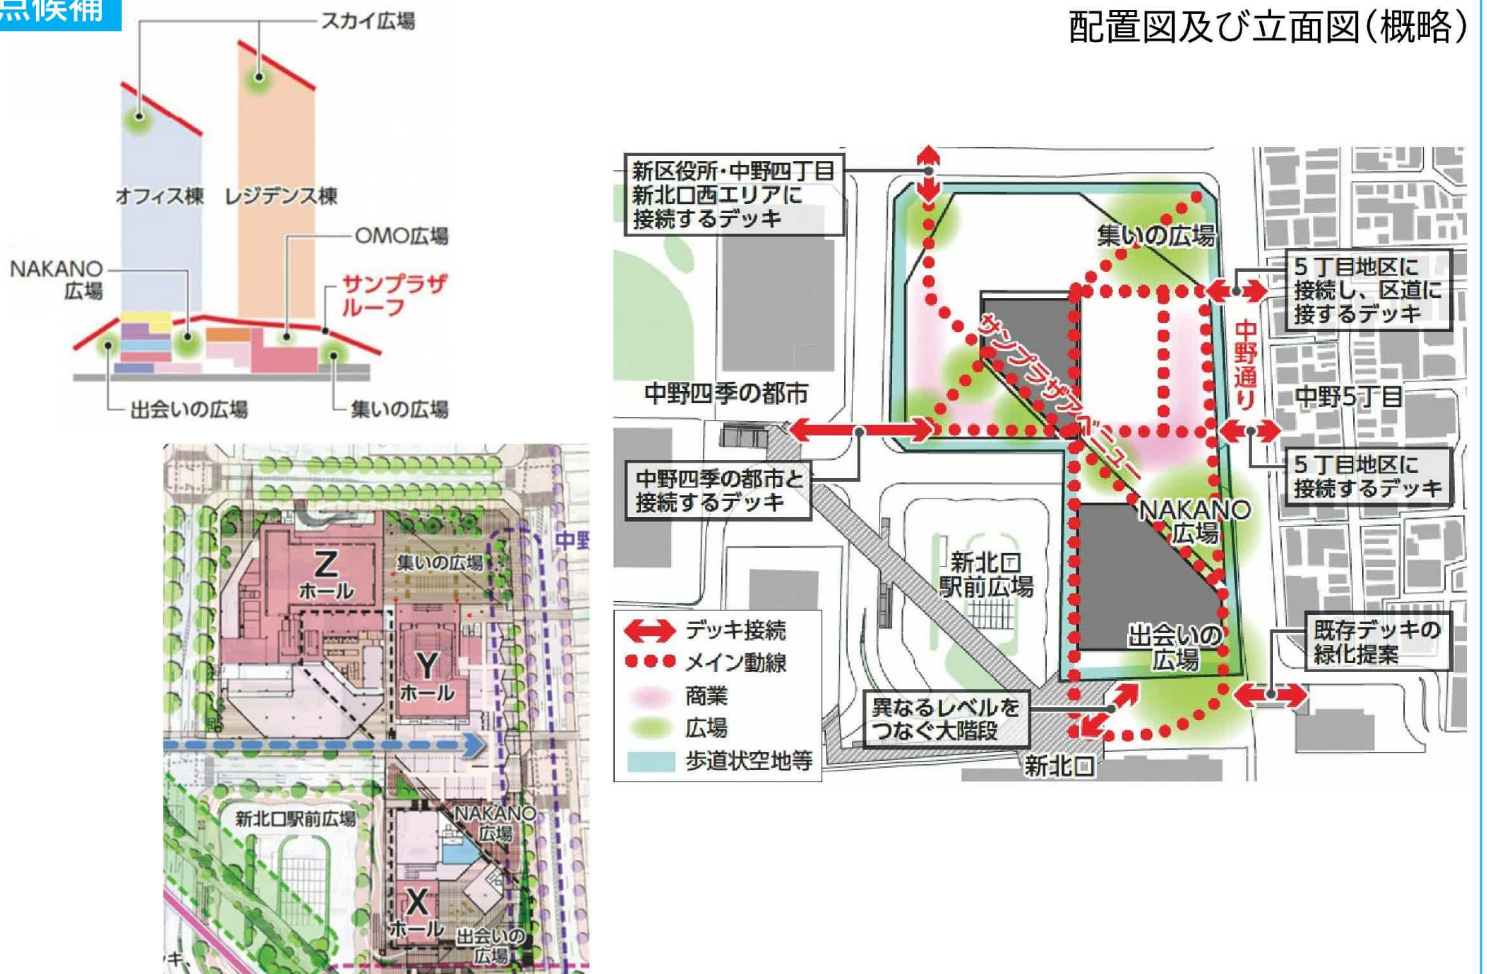 点候補
配置図及び立面図(概略)
スカイ広場
オフィス棟
レジデンス棟
OMO広場
NAKANO
広場
サンプラザ
ルーフ
出会いの広場
集いの広場
新区役所・中野四丁目
新北口西エリアに
接続するデッキ
集いの広場
5丁目地区に
接続し、区道に
接するデッキ
サンプラザアベニュー
中野通り
中野四季の都市
中野5丁目
中野四季の都市と
接続するデッキ
5丁目地区に
接続するデッキ
NAKANO
広場
新北口
駅前広場
出会いの
広場
既存デッキの
緑化提案
異なるレベルを
つなぐ大階段
新北口
デッキ接続
メイン動線
商業
広場
歩道状空地等
Z
ホール
集いの広場
中野
Y
ホール
新北口駅前広場
NAKANO
広場
X
ホール
出会いの
広場
キ、